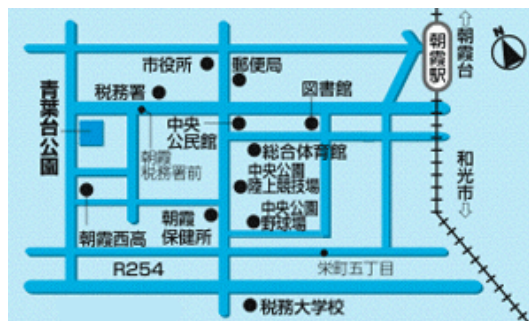 朝霞台
朝霞駅
市役所
郵便局
税務署
図書館
青葉台公園
中央
公民館
朝霞
税務署前
総合体育館
和光市
中央公園
陸上競技場
中央公園
野球場
朝霞西高
朝霞
保健所
栄町五丁目
R254
税務大学校
N